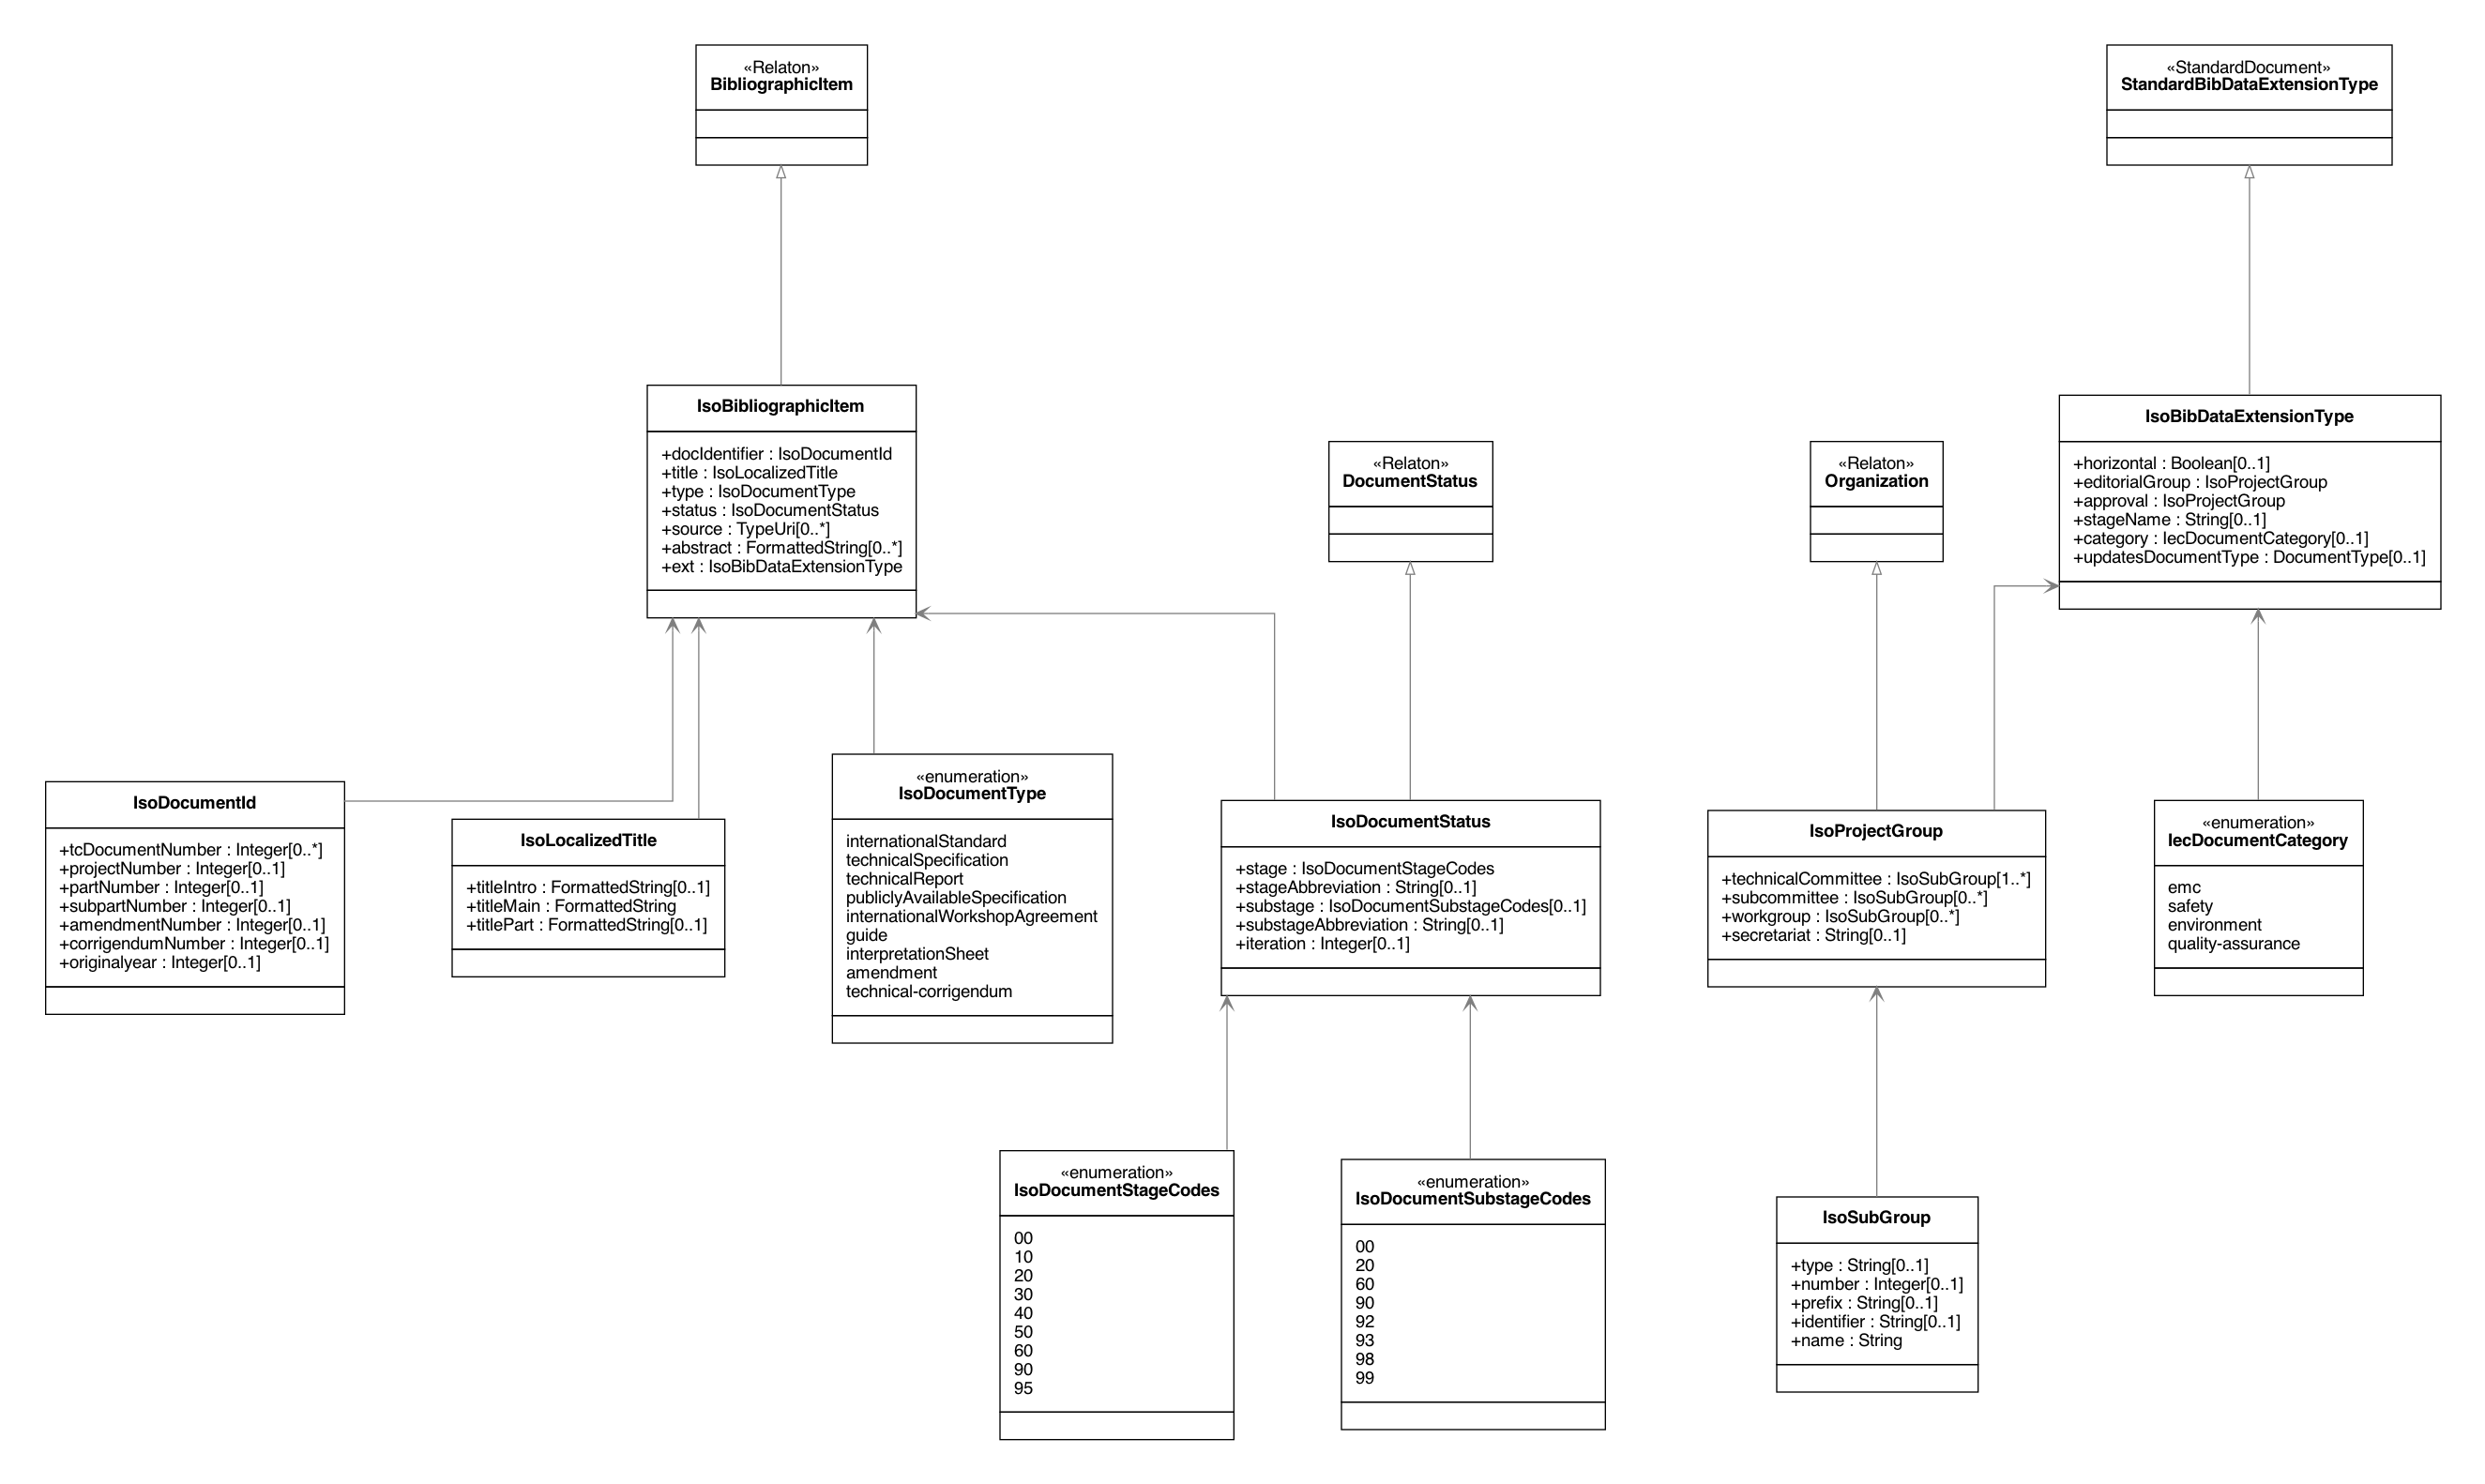 «Relaton»
BibliographicItem
«StandardDocument»
StandardBibDataExtensionType
IsoBibliographicItem
+docIdentifier : IsoDocumentId
+title : IsoLocalizedTitle
+type : IsoDocumentType
+status : IsoDocumentStatus
+source : TypeUri[0..*]
+abstract : FormattedString[0..*]
+ext : IsoBibDataExtensionType
«Relaton»
DocumentStatus
«Relaton»
Organization
IsoBibDataExtensionType
+horizontal : Boolean[0..1]
+editorialGroup : IsoProjectGroup
+approval : IsoProjectGroup
+stageName : String[0..1]
+category : IecDocumentCategory[0..1]
+updatesDocumentType : DocumentType[0..1]
IsoDocumentId
+tcDocumentNumber : Integer[0..*]
+projectNumber : Integer[0..1]
+partNumber : Integer[0..1]
+subpartNumber : Integer[0..1]
+amendmentNumber : Integer[0..1]
+corrigendumNumber : Integer[0..1]
+originalyear : Integer[0..1]
IsoLocalizedTitle
+titleIntro : FormattedString[0..1]
+titleMain : FormattedString
+titlePart : FormattedString[0..1]
«enumeration»
IsoDocumentType
internationalStandard
technicalSpecification
technicalReport
publiclyAvailableSpecification
internationalWorkshopAgreement
guide
interpretationSheet
amendment
technical-corrigendum
IsoDocumentStatus
+stage : IsoDocumentStageCodes
+stageAbbreviation : String[0..1]
+substage : IsoDocumentSubstageCodes[0..1]
+substageAbbreviation : String[0..1]
+iteration : Integer[0..1]
IsoProjectGroup
+technicalCommittee : IsoSubGroup[1..*]
+subcommittee : IsoSubGroup[0..*]
+workgroup : IsoSubGroup[0..*]
+secretariat : String[0..1]
«enumeration»
IecDocumentCategory
emc
safety
environment
quality-assurance
«enumeration»
IsoDocumentStageCodes
00
10
20
30
40
50
60
90
95
«enumeration»
IsoDocumentSubstageCodes
00
20
60
90
92
93
98
99
IsoSubGroup
+type : String[0..1]
+number : Integer[0..1]
+prefix : String[0..1]
+identifier : String[0..1]
+name : String